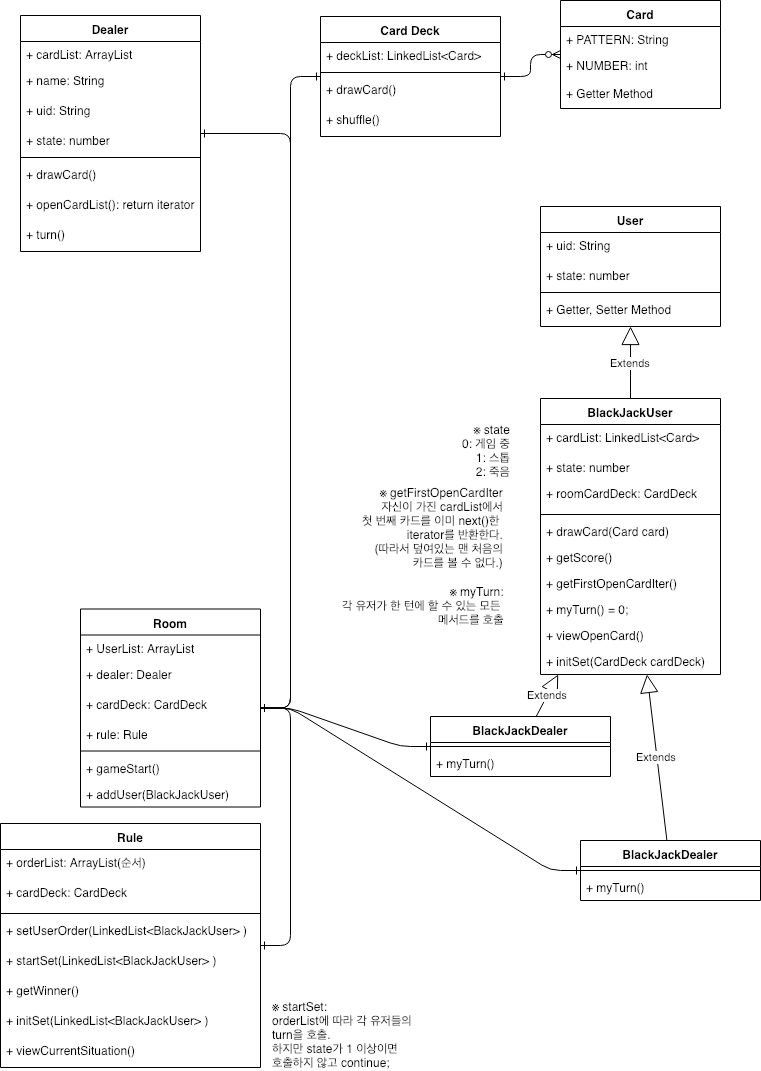 Dealer
+ cardList: ArrayList
+ name: String
+ uid: String
+ state: number
+ drawCard()
+ openCardList(): return iterator
+ turn()
Card Deck
+ deckList: LinkedList<Card>
+ drawCard()
+ shuffle()
Card
+ PATTERN: String
+ NUMBER: int
+ Getter Method
User
+ uid: String
+ state: number
+ Getter, Setter Method
Extends
BlackJackUser
+ cardList: LinkedList<Card>
+ state: number
+ roomCardDeck: CardDeck
+ drawCard(Card card)
+ getScore()
+ getFirstOpenCardIter()
+ myTurn() = 0;
+ viewOpenCard()
+ initSet(CardDeck cardDeck)
※ state
0: 게임 중
1: 스톱
2: 죽음
※ getFirstOpenCardIter
자신이 가진 cardList에서
첫 번째 카드를 이미 next()한
iterator를 반환한다.
(따라서 덮여있는 맨 처음의
카드를 볼 수 없다.)
※ myTurn:
각 유저가 한 턴에 할 수 있는 모든
메서드를 호출
Room
+ UserList: ArrayList
+ dealer: Dealer
+ cardDeck: CardDeck
+ rule: Rule
+ gameStart()
+ addUser(BlackJackUser)
Extends
BlackJackDealer
+ myTurn()
Extends
BlackJackDealer
+ myTurn()
Rule
+ orderList: ArrayList(순서)
+ cardDeck: CardDeck
+ setUserOrder(LinkedList<BlackJackUser> )
+ startSet(LinkedList<BlackJackUser> )
+ getWinner()
+ initSet(LinkedList<BlackJackUser> )
+ viewCurrentSituation()
※ startSet:
orderList에 따라 각 유저들의
turn을 호출.
하지만 state가 1 이상이면
호출하지 않고 continue;